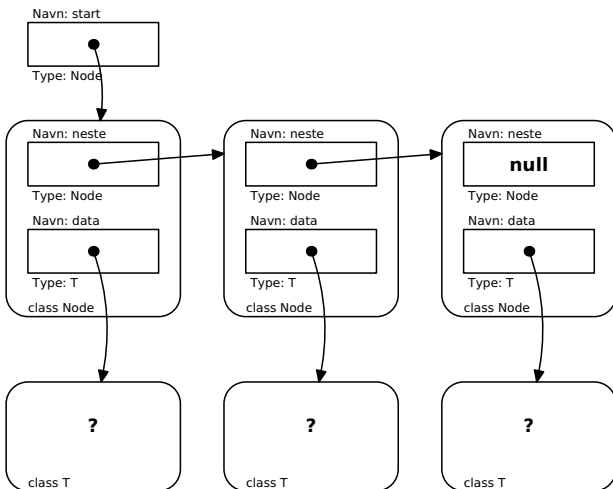 Navn: start
Type: Node
Navn: neste
Type: Node
Navn: data
Type: T
class Node
Navn: neste
Type: Node
Navn: data
Type: T
class Node
Navn: neste
null
Type: Node
Navn: data
Type: T
class Node
?
class T
?
class T
?
class T